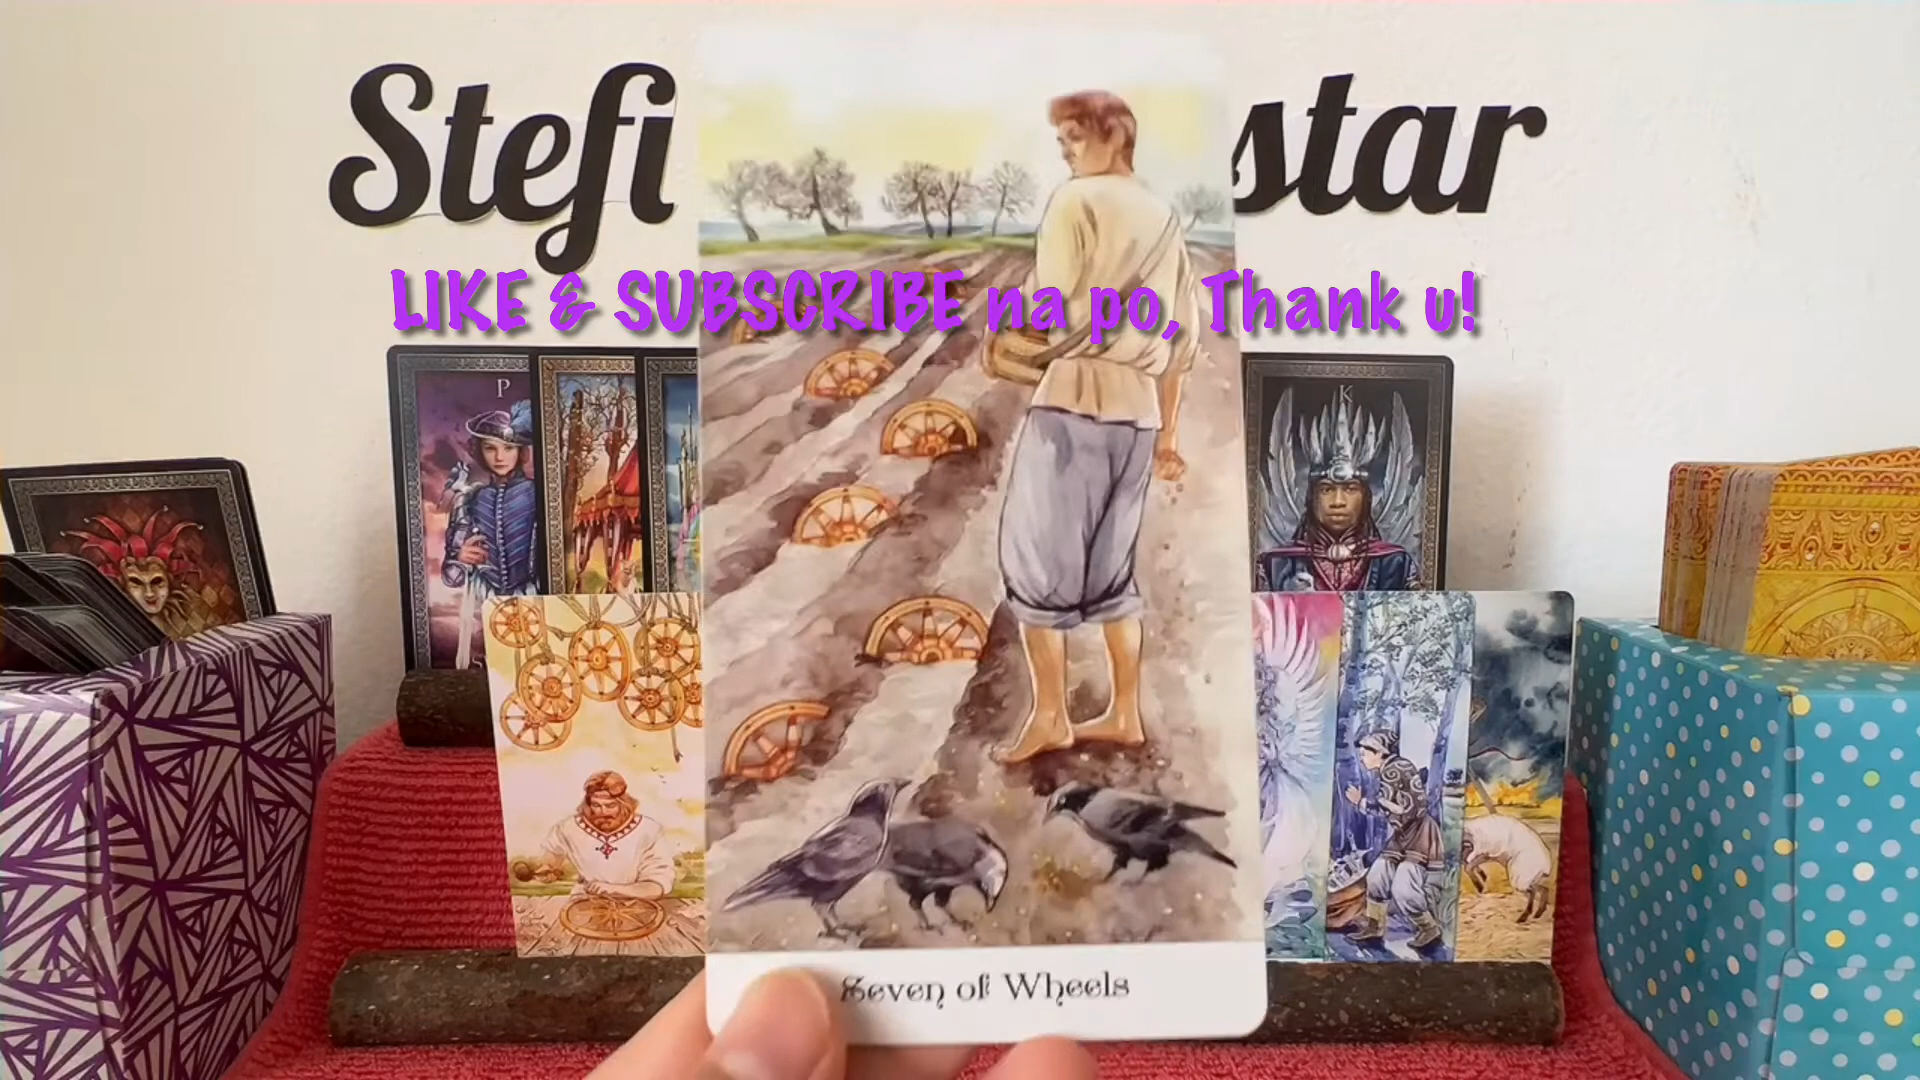 Stefi star
LIKE & SUBSCRIBE na po, Thank u!
P
K
Seven of Wheels